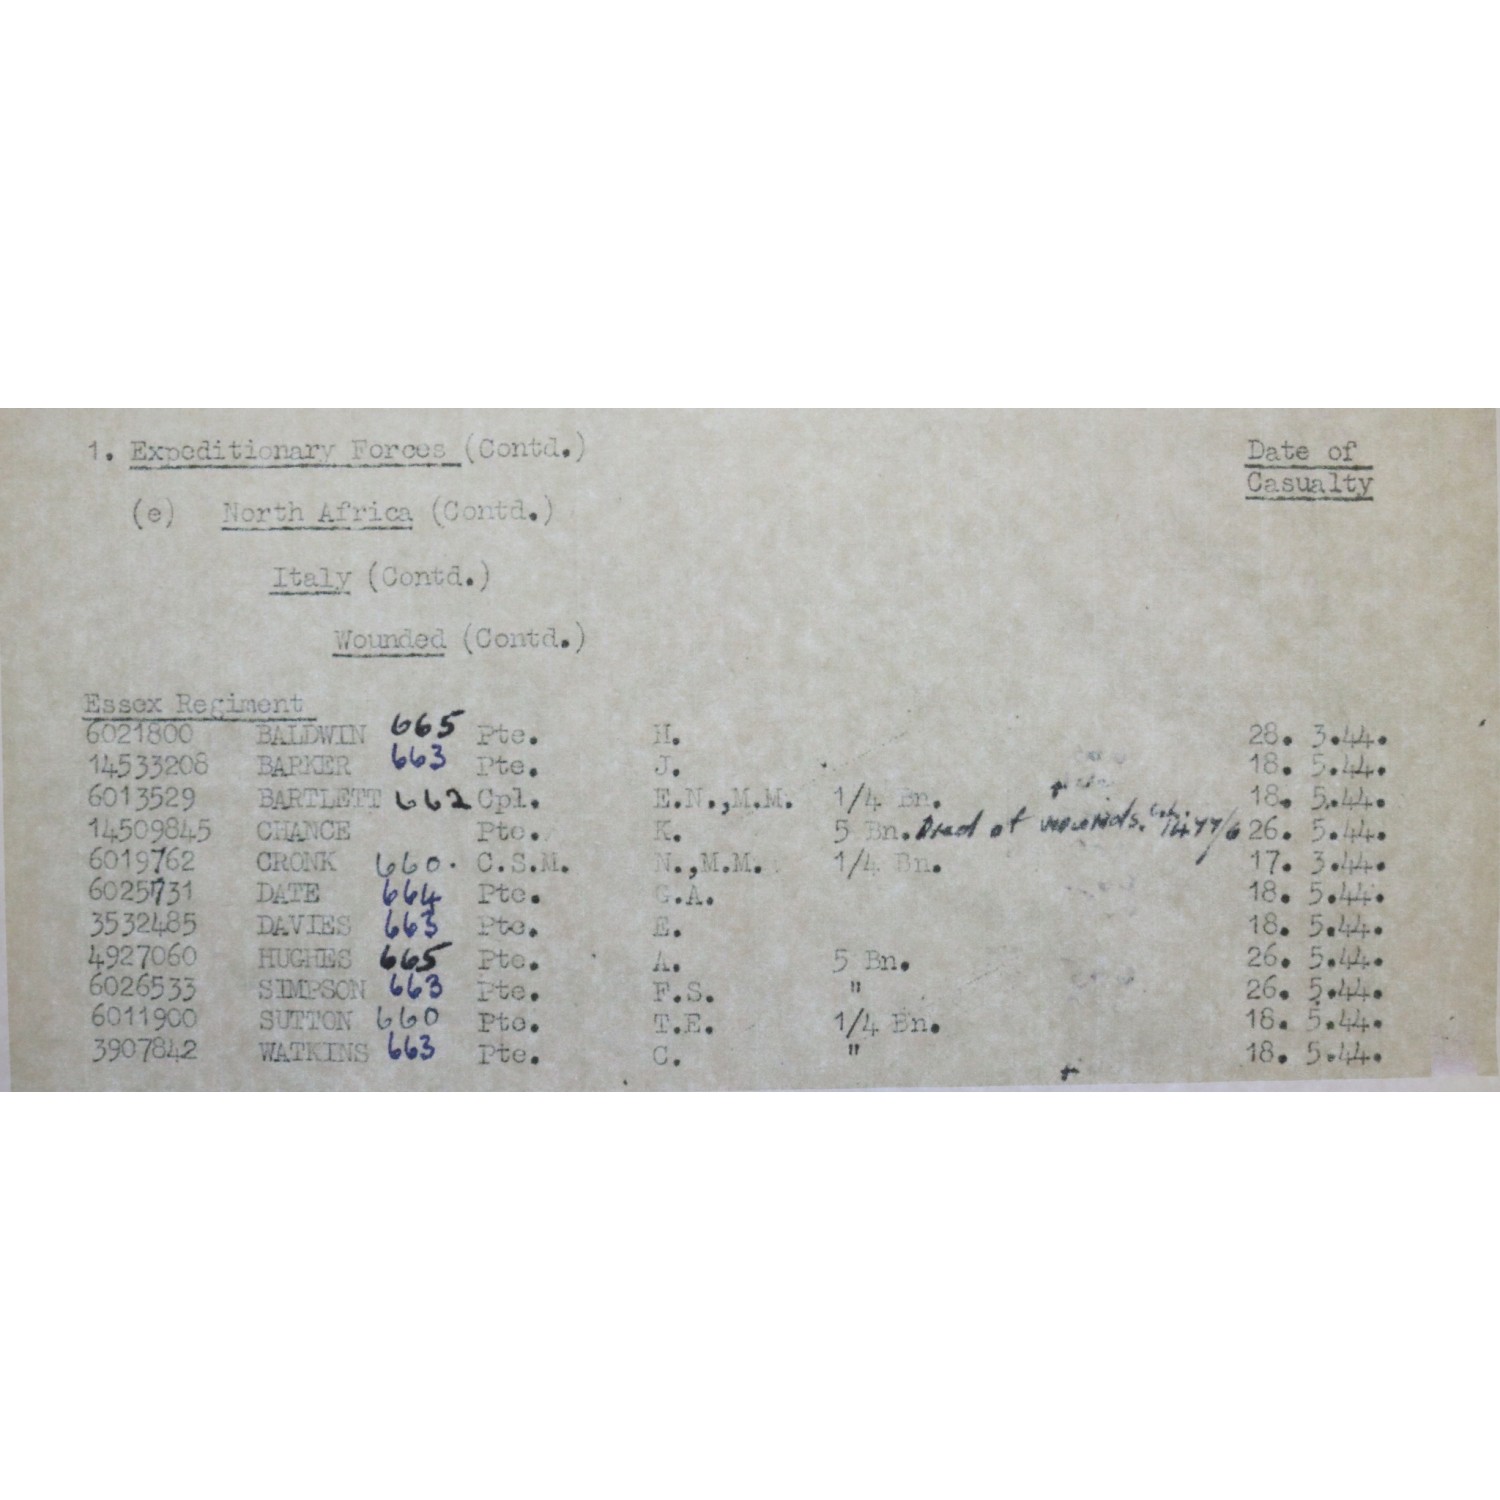 1. Expeditionary Forces (Contd.) Date of
Casualty
(e) North Africa (Contd.)
Italy (Contd.)
Wounded (Contd.)
Essex Regiment
6021800 BALDWIN 665 Pte. H. 28. 3.44.
14533208 BARKER 663 Pte. J. 18. 5.44.
6013529 BARTLETT 662 Cpl. E.N.,M.M. 1/4 Bn. 18. 5.44.
14509845 CHANCE Pte. K. 5 Bn. Died of wounds. 26. 5.44.
6019762 CRONK 660. C.S.M. N.,M.M. 1/4 Bn. 17. 3.44.
6025731 DATE 664 Pte. G.A. 18. 5.44.
3532485 DAVIES 663 Pte. E. 18. 5.44.
4927060 HUGHES 665 Pte. A. 5 Bn. 26. 5.44.
6026533 SIMPSON 663 Pte. F.S. " 26. 5.44.
6011900 SUTTON 660 Pte. T.E. 1/4 Bn. 18. 5.44.
3907842 WATKINS 663 Pte. C. " 18. 5.44.